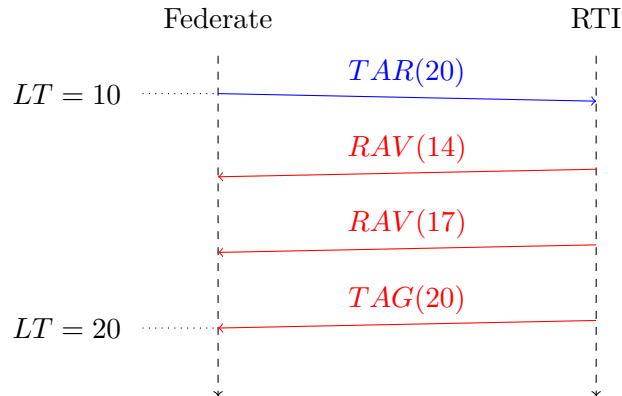 Federate RTI
TAR(20)
LT = 10
RAV(14)
RAV(17)
TAG(20)
LT = 20